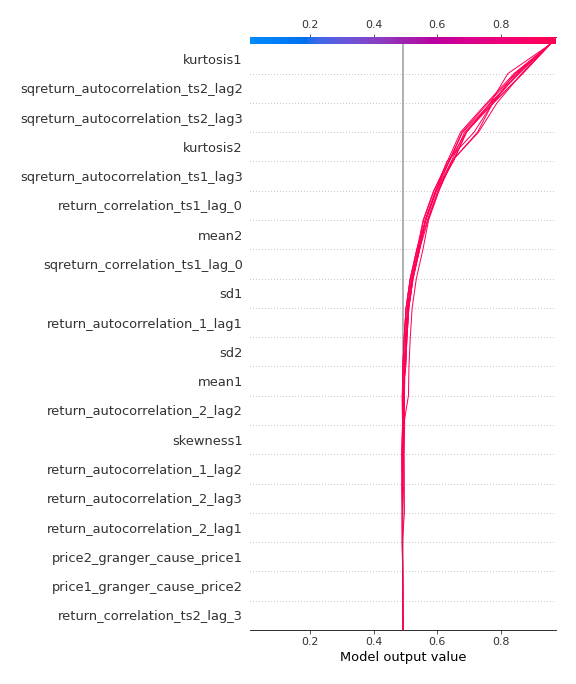 0.2 0.4 0.6 0.8
kurtosis1
sqreturn_autocorrelation_ts2_lag2
sqreturn_autocorrelation_ts2_lag3
kurtosis2
sqreturn_autocorrelation_ts1_lag3
return_correlation_ts1_lag_0
mean2
sqreturn_correlation_ts1_lag_0
sd1
return_autocorrelation_1_lag1
sd2
mean1
return_autocorrelation_2_lag2
skewness1
return_autocorrelation_1_lag2
return_autocorrelation_2_lag3
return_autocorrelation_2_lag1
price2_granger_cause_price1
price1_granger_cause_price2
return_correlation_ts2_lag_3
0.2 0.4 0.6 0.8
Model output value